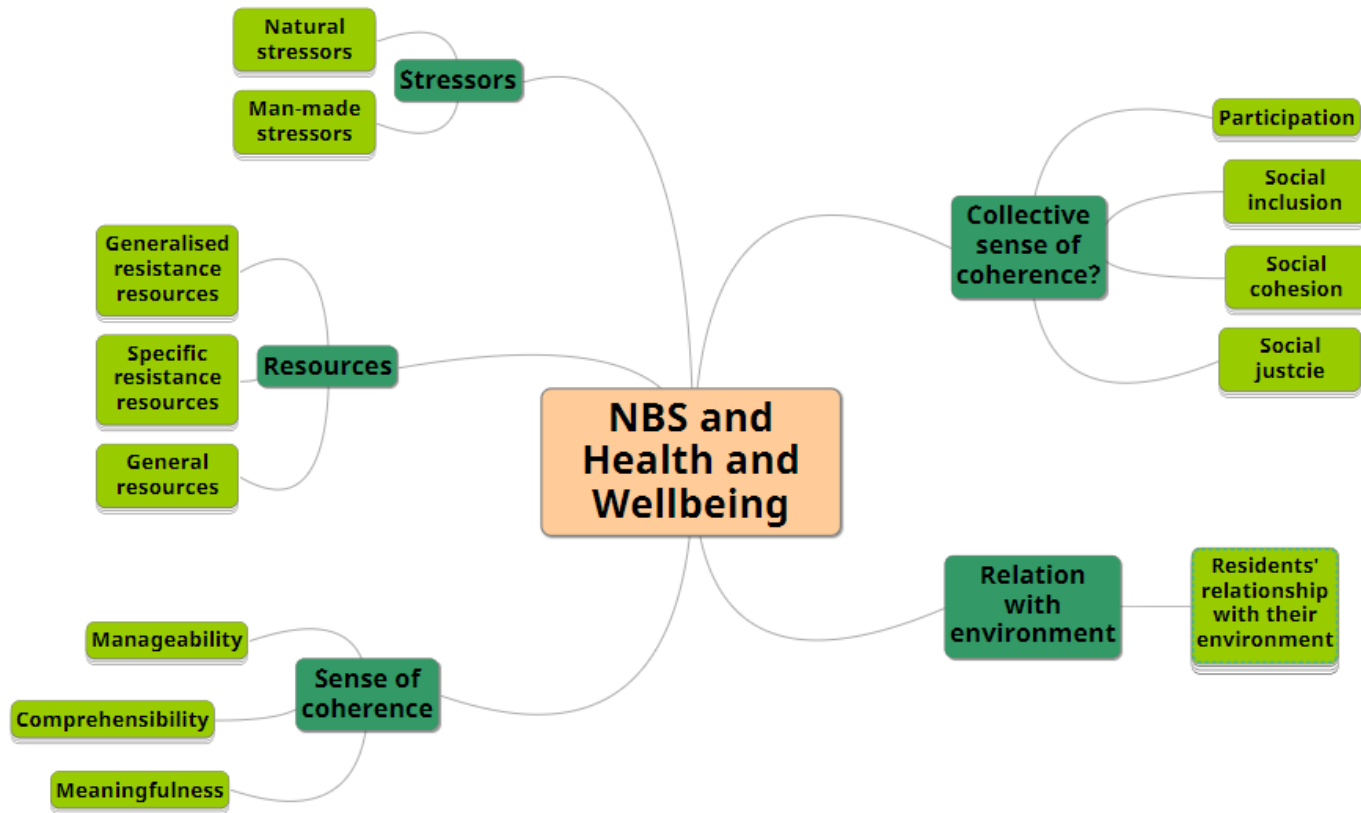 Natural
stressors
Man-made
stressors
Stressors
Generalised
resistance
resources
Specific
resistance
resources
General
resources
Resources
Manageability
Comprehensibility
Meaningfulness
Sense of
coherence
NBS and
Health and
Wellbeing
Collective
sense of
coherence?
Participation
Social
inclusion
Social
cohesion
Social
justcie
Relation
with
environment
Residents'
relationship
with their
environment